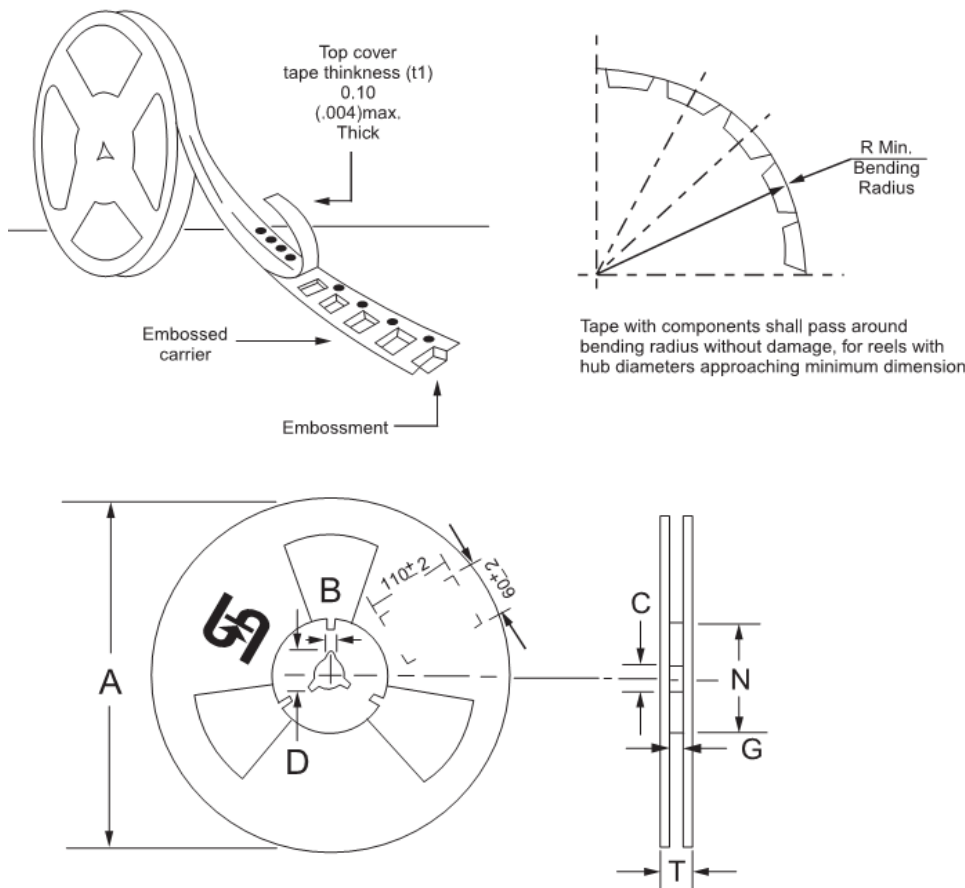 Top cover
tape thinkness (t1)
0.10
(.004)max.
Thick
R Min.
Bending
Radius
Embossed
carrier
Embossment
Tape with components shall pass around
bending radius without damage, for reels with
hub diameters approaching minimum dimension
A
B
110±2
60±2
D
C
N
G
T